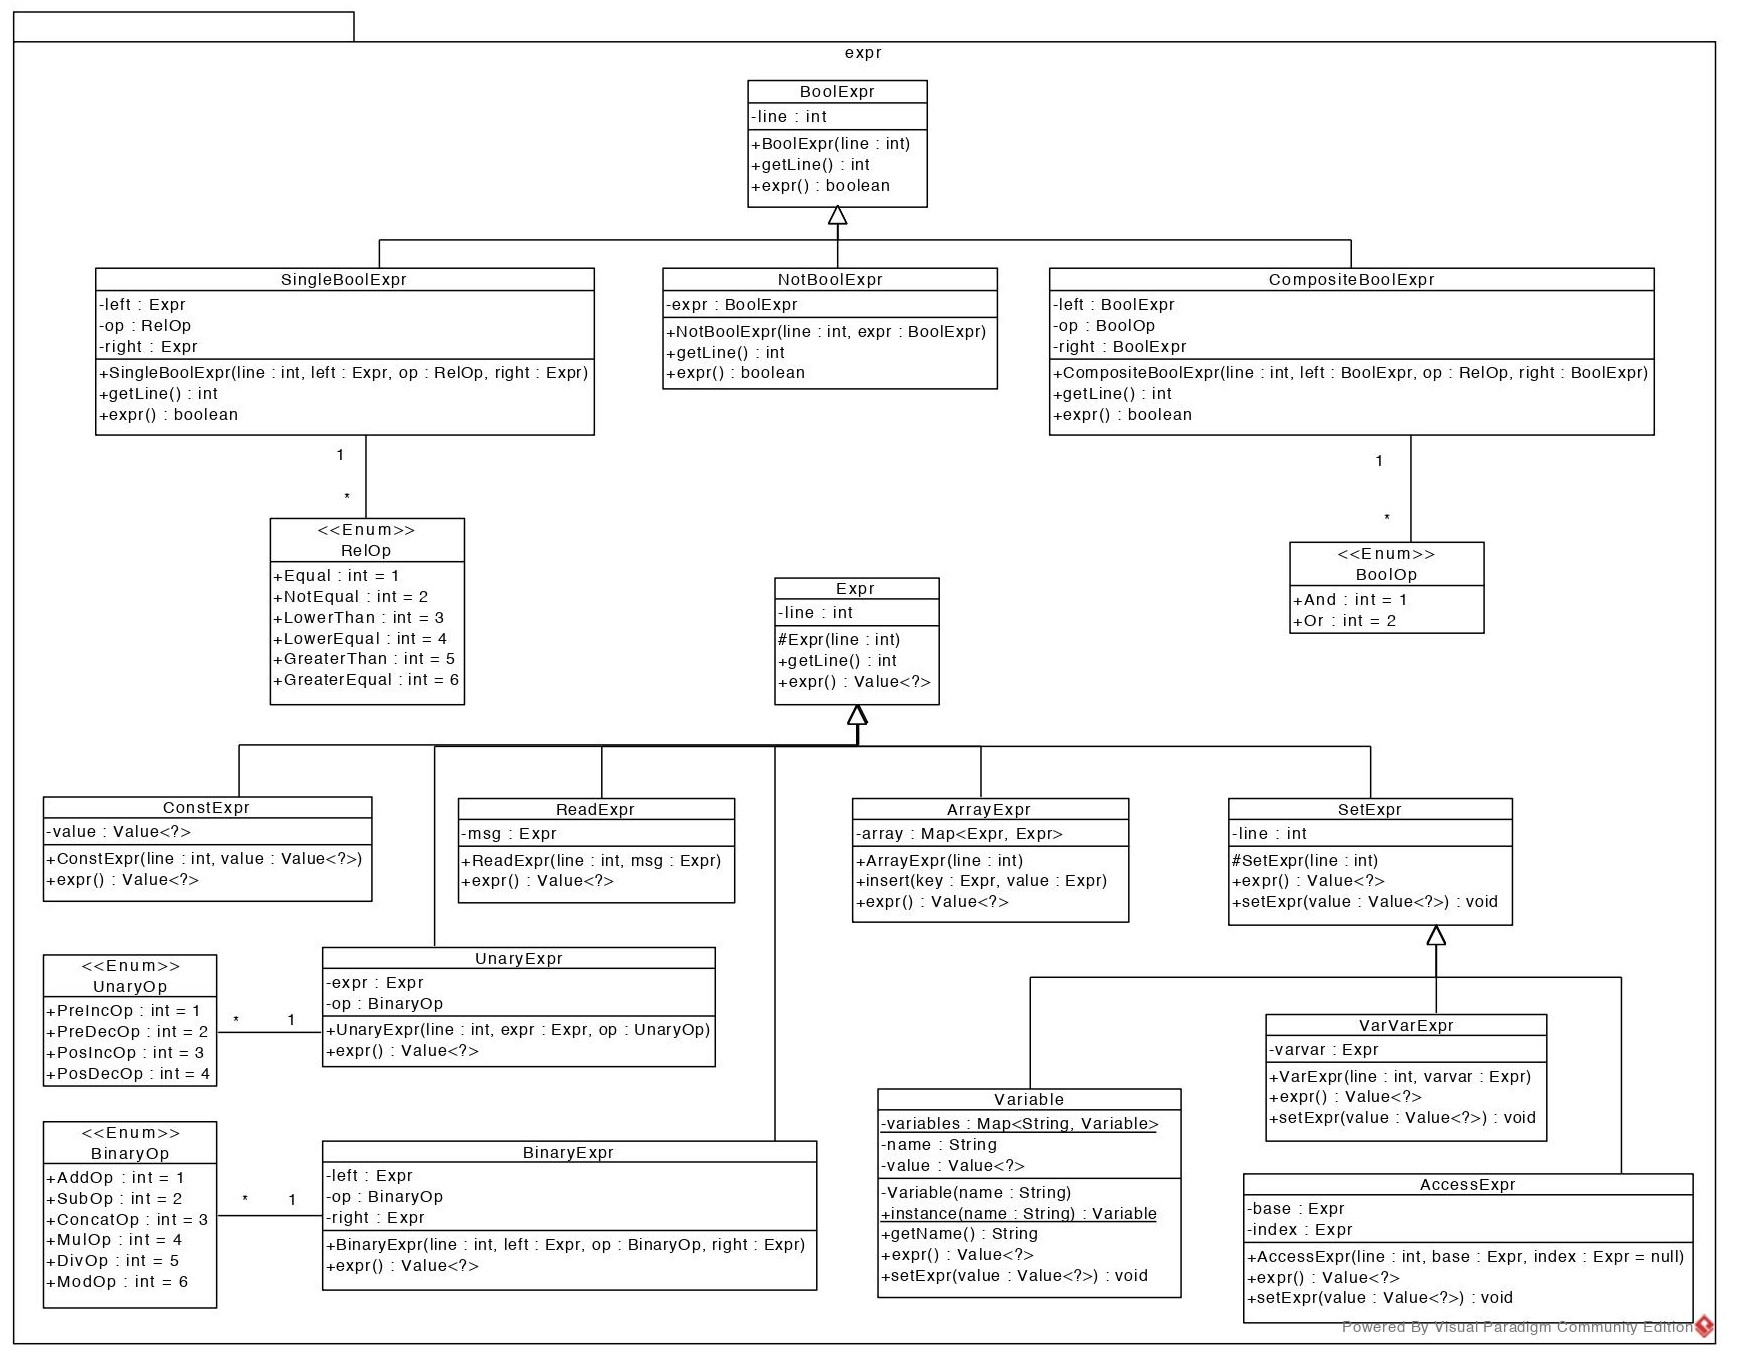 expr
BoolExpr
-line : int
+BoolExpr(line : int)
+getLine() : int
+expr() : boolean
SingleBoolExpr
-left : Expr
-op : RelOp
-right : Expr
+SingleBoolExpr(line : int, left : Expr, op : RelOp, right : Expr)
+getLine() : int
+expr() : boolean
NotBoolExpr
-expr : BoolExpr
+NotBoolExpr(line : int, expr : BoolExpr)
+getLine() : int
+expr() : boolean
CompositeBoolExpr
-left : BoolExpr
-op : BoolOp
-right : BoolExpr
+CompositeBoolExpr(line : int, left : BoolExpr, op : RelOp, right : BoolExpr)
+getLine() : int
+expr() : boolean
1
*
1
*
<<Enum>>
RelOp
+Equal : int = 1
+NotEqual : int = 2
+LowerThan : int = 3
+LowerEqual : int = 4
+GreaterThan : int = 5
+GreaterEqual : int = 6
<<Enum>>
BoolOp
+And : int = 1
+Or : int = 2
Expr
-line : int
#Expr(line : int)
+getLine() : int
+expr() : Value<?>
ConstExpr
-value : Value<?>
+ConstExpr(line : int, value : Value<?>)
+expr() : Value<?>
ReadExpr
-msg : Expr
+ReadExpr(line : int, msg : Expr)
+expr() : Value<?>
ArrayExpr
-array : Map<Expr, Expr>
+ArrayExpr(line : int)
+insert(key : Expr, value : Expr)
+expr() : Value<?>
SetExpr
-line : int
#SetExpr(line : int)
+expr() : Value<?>
+setExpr(value : Value<?>) : void
<<Enum>>
UnaryOp
+PreIncOp : int = 1
+PreDecOp : int = 2
+PosIncOp : int = 3
+PosDecOp : int = 4
*
1
UnaryExpr
-expr : Expr
-op : BinaryOp
+UnaryExpr(line : int, expr : Expr, op : UnaryOp)
+expr() : Value<?>
VarVarExpr
-varvar : Expr
+VarExpr(line : int, varvar : Expr)
+expr() : Value<?>
+setExpr(value : Value<?>) : void
Variable
-variables : Map<String, Variable>
-name : String
-value : Value<?>
-Variable(name : String)
+instance(name : String) : Variable
+getName() : String
+expr() : Value<?>
+setExpr(value : Value<?>) : void
<<Enum>>
BinaryOp
+AddOp : int = 1
+SubOp : int = 2
+ConcatOp : int = 3
+MulOp : int = 4
+DivOp : int = 5
+ModOp : int = 6
*
1
BinaryExpr
-left : Expr
-op : BinaryOp
-right : Expr
+BinaryExpr(line : int, left : Expr, op : BinaryOp, right : Expr)
+expr() : Value<?>
AccessExpr
-base : Expr
-index : Expr
+AccessExpr(line : int, base : Expr, index : Expr = null)
+expr() : Value<?>
+setExpr(value : Value<?>) : void
Powered By Visual Paradigm Community Edition